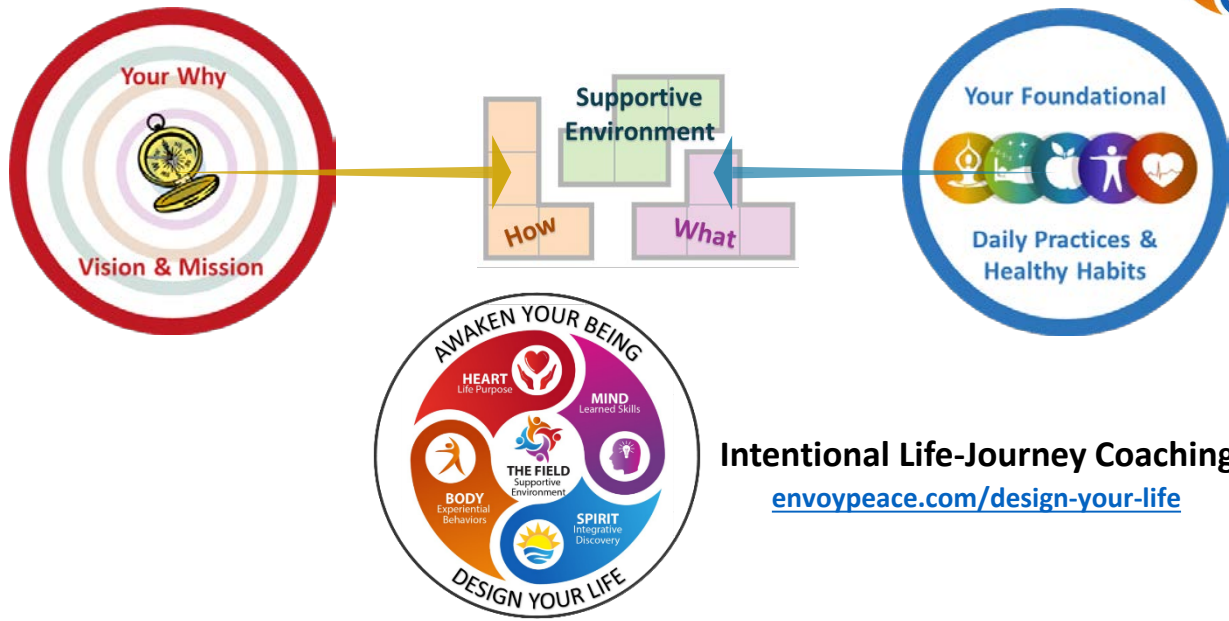 Your Why
Vision & Mission
Supportive
Environment
How
What
Your Foundational
Daily Practices &
Healthy Habits
AWAKEN YOUR BEING
HEART
Life Purpose
MIND
Learned Skills
THE FIELD
Supportive
Environment
BODY
Experiential
Behaviors
SPIRIT
Integrative
Discovery
DESIGN YOUR LIFE
Intentional Life-Journey Coaching
envoypeace.com/design-your-life